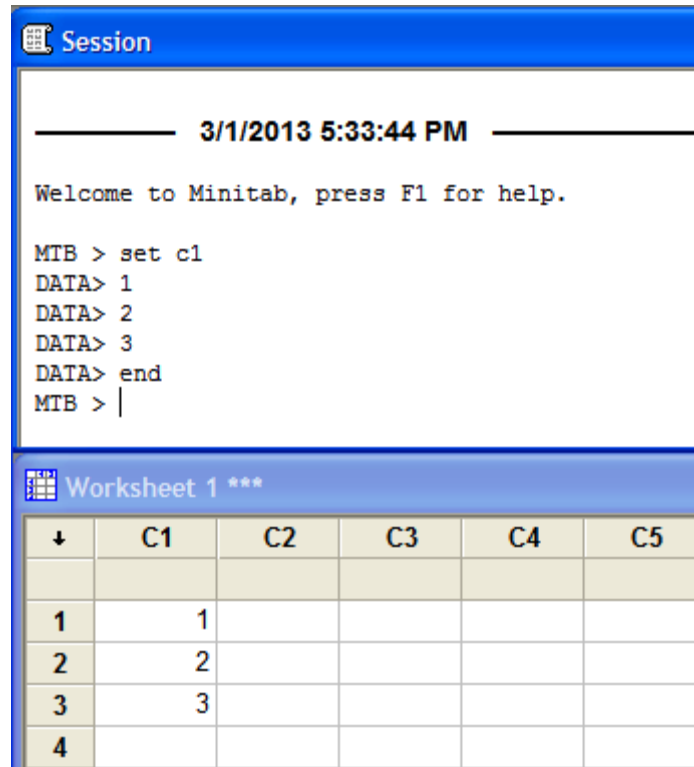 Session
3/1/2013 5:33:44 PM
Welcome to Minitab, press F1 for help.
MTB > set c1
DATA> 1
DATA> 2
DATA> 3
DATA> end
MTB >
Worksheet 1 ***
↓ C1 C2 C3 C4 C5
1 1
2 2
3 3
4